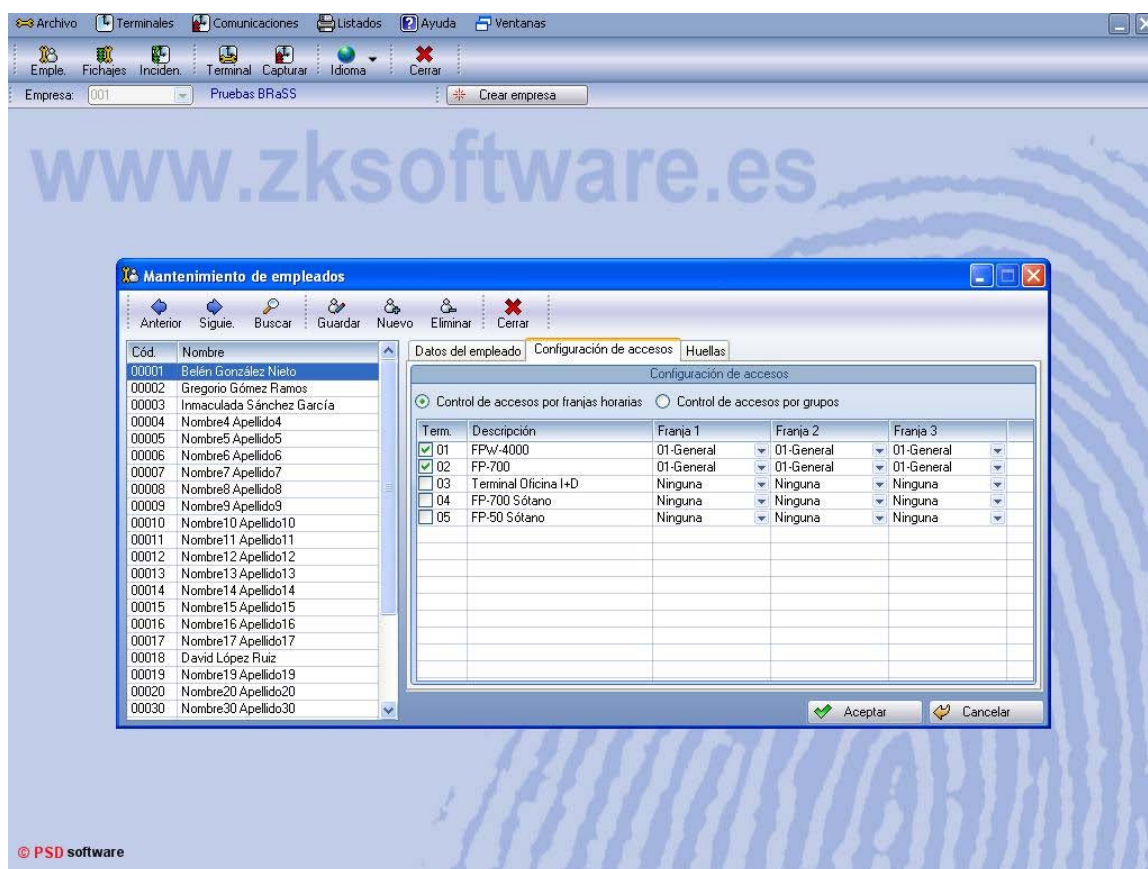 Archivo Terminales Comunicaciones Listados Ayuda Ventanas
Emple. Fichajes Inciden. Terminal Capturar Idioma Cerrar
Empresa: 001 Pruebas BRaSS Crear empresa
www.zksoftware.es
Mantenimiento de empleados
Anterior Siguie. Buscar Guardar Nuevo Eliminar Cerrar
Cód. Nombre
00001 Belén González Nieto
00002 Gregorio Gómez Ramos
00003 Inmaculada Sánchez García
00004 Nombre4 Apellido4
00005 Nombre5 Apellido5
00006 Nombre6 Apellido6
00007 Nombre7 Apellido7
00008 Nombre8 Apellido8
00009 Nombre9 Apellido9
00010 Nombre10 Apellido10
00011 Nombre11 Apellido11
00012 Nombre12 Apellido12
00013 Nombre13 Apellido13
00014 Nombre14 Apellido14
00015 Nombre15 Apellido15
00016 Nombre16 Apellido16
00017 Nombre17 Apellido17
00018 David López Ruiz
00019 Nombre19 Apellido19
00020 Nombre20 Apellido20
00030 Nombre30 Apellido30
Datos del empleado Configuración de accesos Huellas
Configuración de accesos
Control de accesos por franjas horarias Control de accesos por grupos
Term. Descripción Franja 1 Franja 2 Franja 3
01 FPW-4000 01-General 01-General 01-General
02 FP-700 01-General 01-General 01-General
03 Terminal Oficina I+D Ninguna Ninguna Ninguna
04 FP-700 Sótano Ninguna Ninguna Ninguna
05 FP-50 Sótano Ninguna Ninguna Ninguna
Aceptar Cancelar
© PSD software